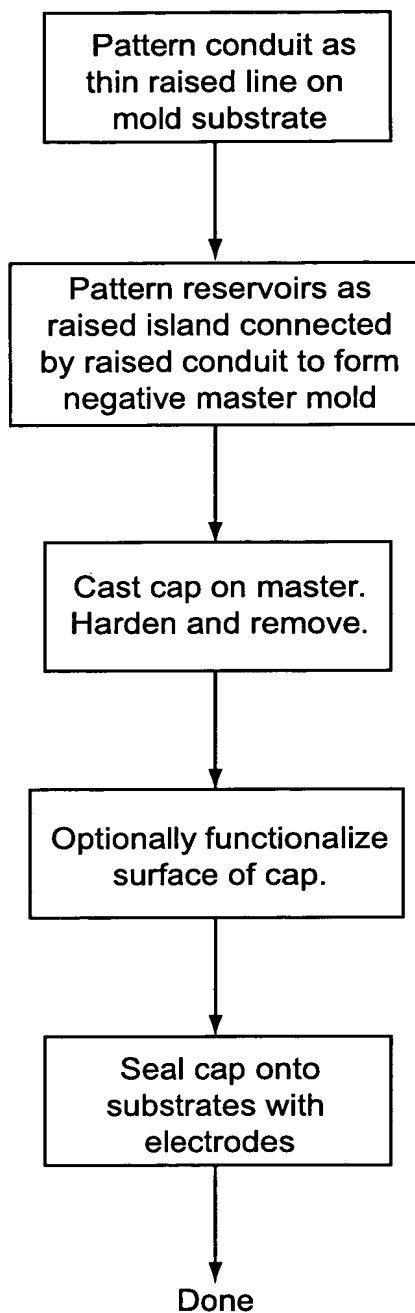 Pattern conduit as
thin raised line on
mold substrate
Pattern reservoirs as
raised island connected
by raised conduit to form
negative master mold
Cast cap on master.
Harden and remove.
Optionally functionalize
surface of cap.
Seal cap onto
substrates with
electrodes
Done